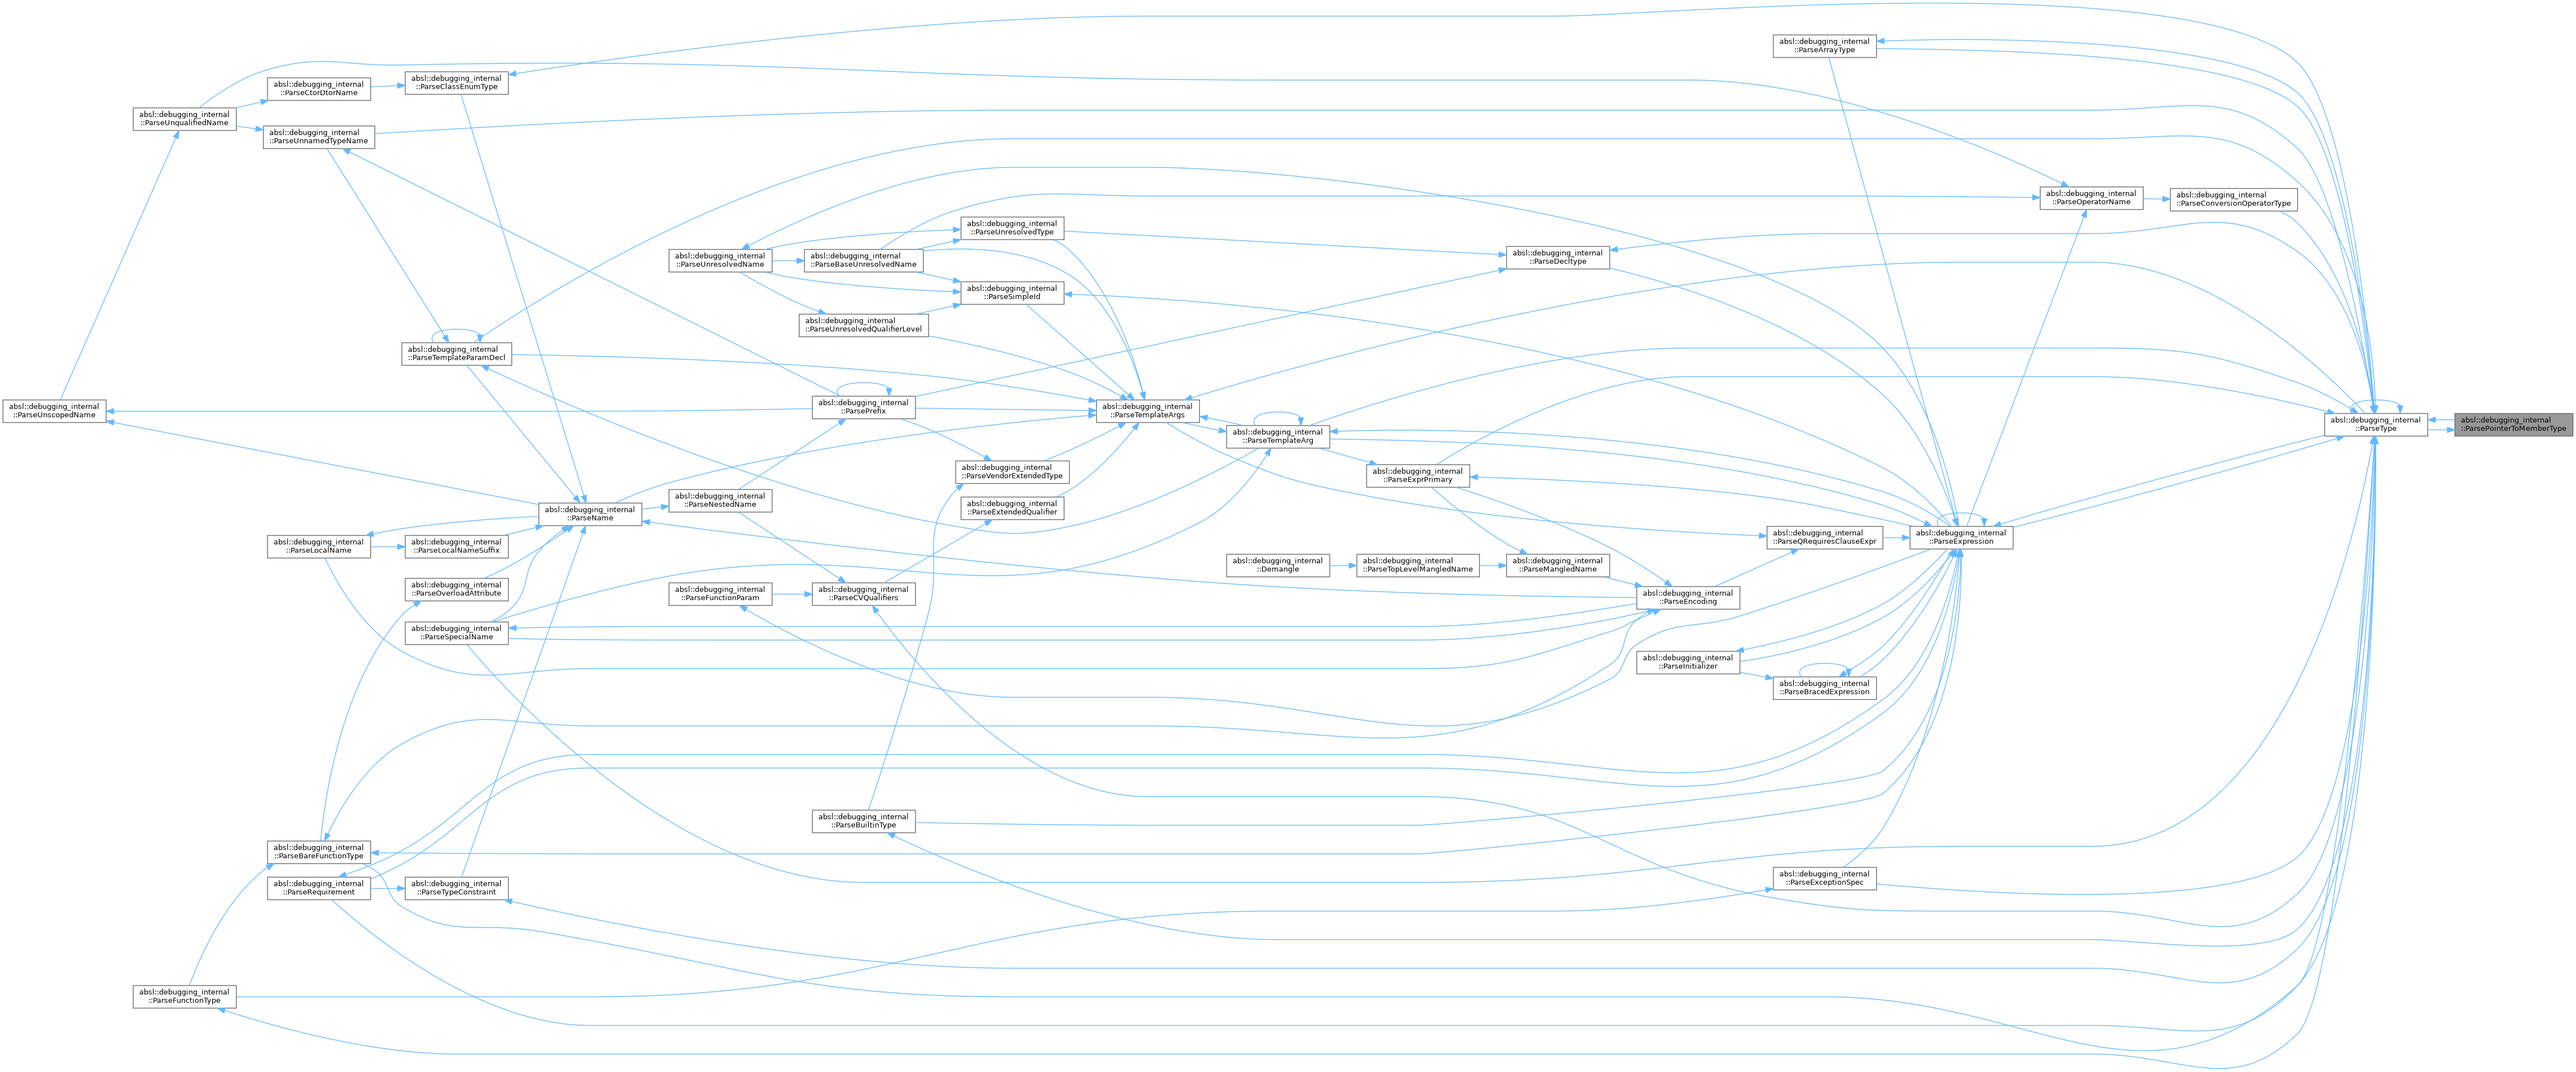 absl::debugging_internal
::ParseArrayType
absl::debugging_internal
::ParseClassEnumType
absl::debugging_internal
::ParseCtorDtorName
absl::debugging_internal
::ParseUnqualifiedName
absl::debugging_internal
::ParseUnnamedTypeName
absl::debugging_internal
::ParseOperatorName
absl::debugging_internal
::ParseConversionOperatorType
absl::debugging_internal
::ParseUnresolvedType
absl::debugging_internal
::ParseUnresolvedName
absl::debugging_internal
::ParseBaseUnresolvedName
absl::debugging_internal
::ParseDecltype
absl::debugging_internal
::ParseSimpleId
absl::debugging_internal
::ParseUnresolvedQualifierLevel
absl::debugging_internal
::ParseTemplateParamDecl
absl::debugging_internal
::ParseUnscopedName
absl::debugging_internal
::ParsePrefix
absl::debugging_internal
::ParseTemplateArgs
absl::debugging_internal
::ParseTemplateArg
absl::debugging_internal
::ParseType
absl::debugging_internal
::ParsePointerToMemberType
absl::debugging_internal
::ParseVendorExtendedType
absl::debugging_internal
::ParseExprPrimary
absl::debugging_internal
::ParseNestedName
absl::debugging_internal
::ParseExtendedQualifier
absl::debugging_internal
::ParseName
absl::debugging_internal
::ParseLocalName
absl::debugging_internal
::ParseLocalNameSuffix
absl::debugging_internal
::ParseQRequiresClauseExpr
absl::debugging_internal
::ParseExpression
absl::debugging_internal
::Demangle
absl::debugging_internal
::ParseTopLevelMangledName
absl::debugging_internal
::ParseMangledName
absl::debugging_internal
::ParseOverloadAttribute
absl::debugging_internal
::ParseFunctionParam
absl::debugging_internal
::ParseCVQualifiers
absl::debugging_internal
::ParseEncoding
absl::debugging_internal
::ParseSpecialName
absl::debugging_internal
::ParseInitializer
absl::debugging_internal
::ParseBracedExpression
absl::debugging_internal
::ParseBuiltinType
absl::debugging_internal
::ParseBareFunctionType
absl::debugging_internal
::ParseRequirement
absl::debugging_internal
::ParseTypeConstraint
absl::debugging_internal
::ParseExceptionSpec
absl::debugging_internal
::ParseFunctionType